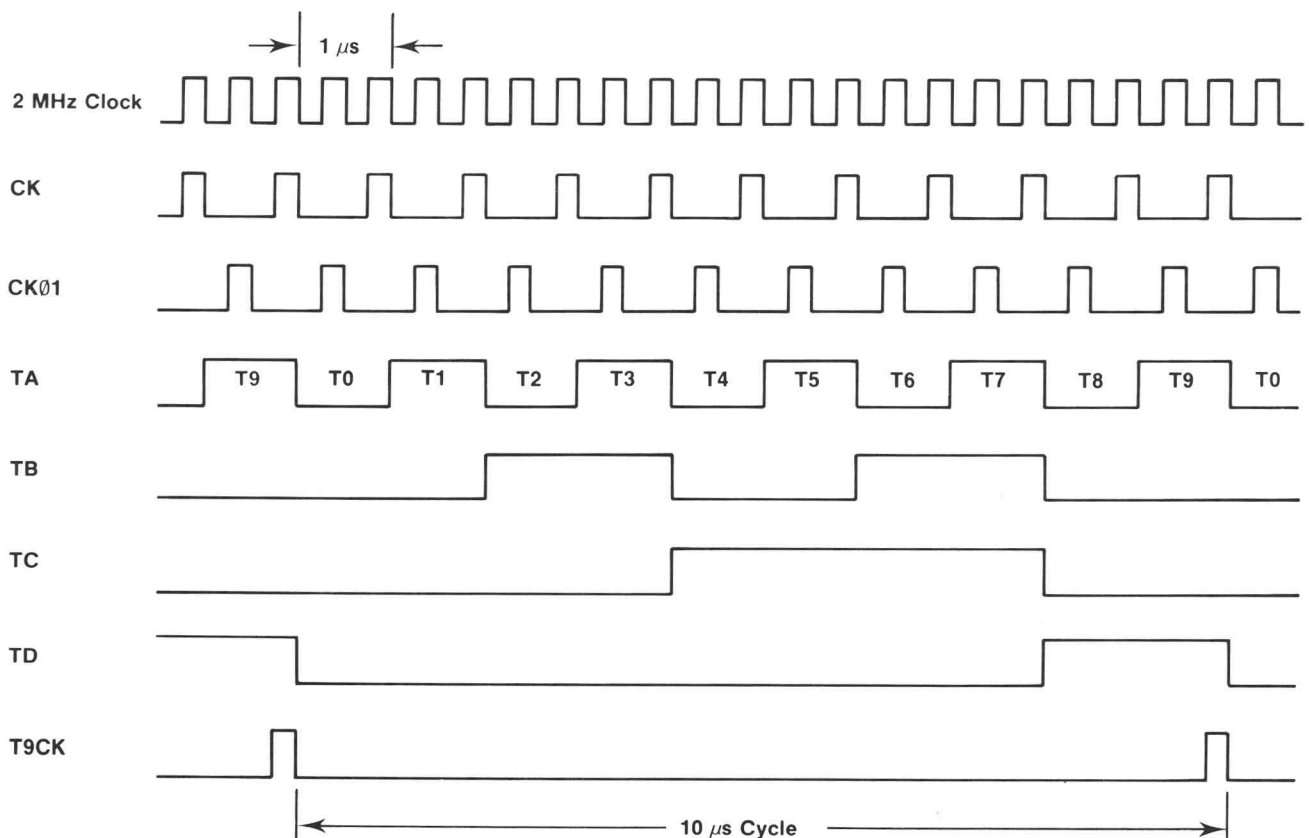 1 μs
2 MHz Clock
CK
CKØ1
TA T9 T0 T1 T2 T3 T4 T5 T6 T7 T8 T9 T0
TB
TC
TD
T9CK
10 μs Cycle